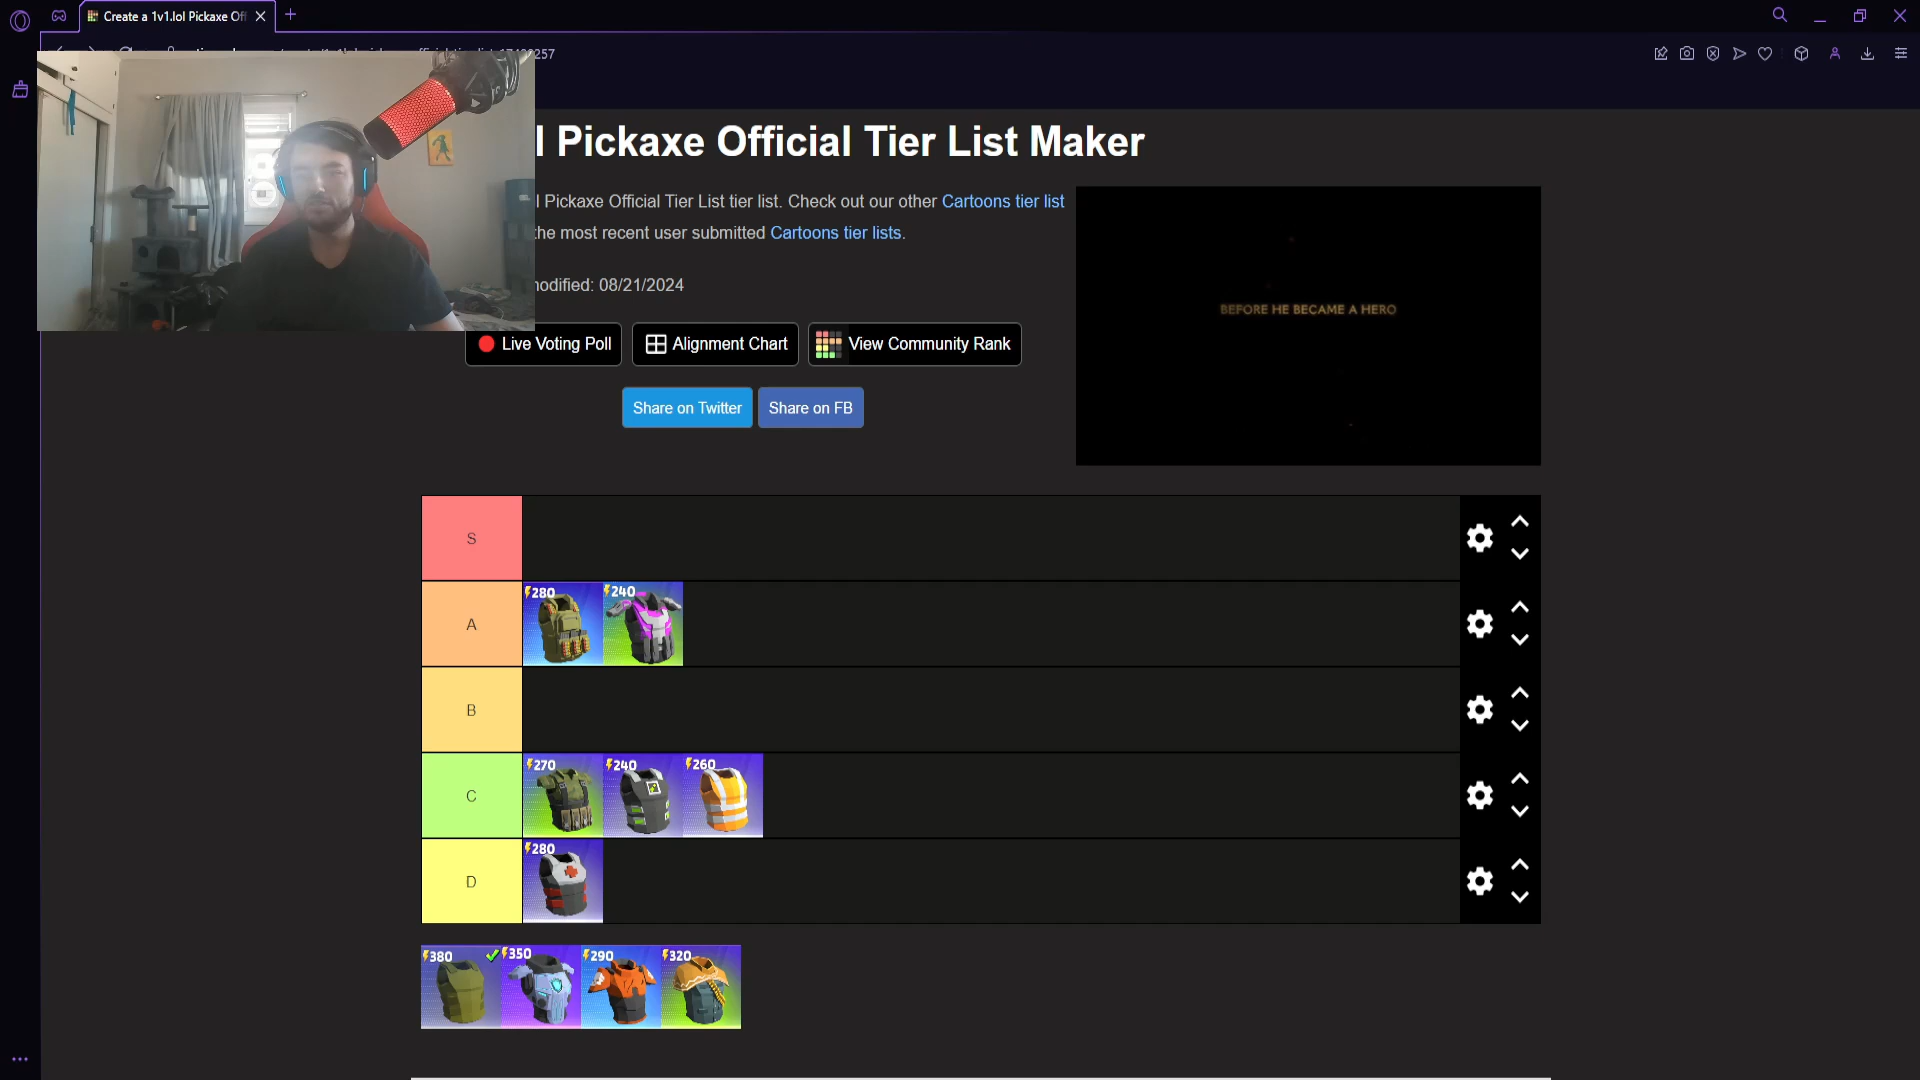 Create a 1v1.lol Pickaxe Of
257
l Pickaxe Official Tier List Maker
l Pickaxe Official Tier List tier list. Check out our other Cartoons tier list
the most recent user submitted Cartoons tier lists.
modified: 08/21/2024
BEFORE HE BECAME A HERO
Live Voting Poll
Alignment Chart
View Community Rank
Share on Twitter
Share on FB
S
A
280
240
B
C
270
240
260
D
280
380
350
290
320